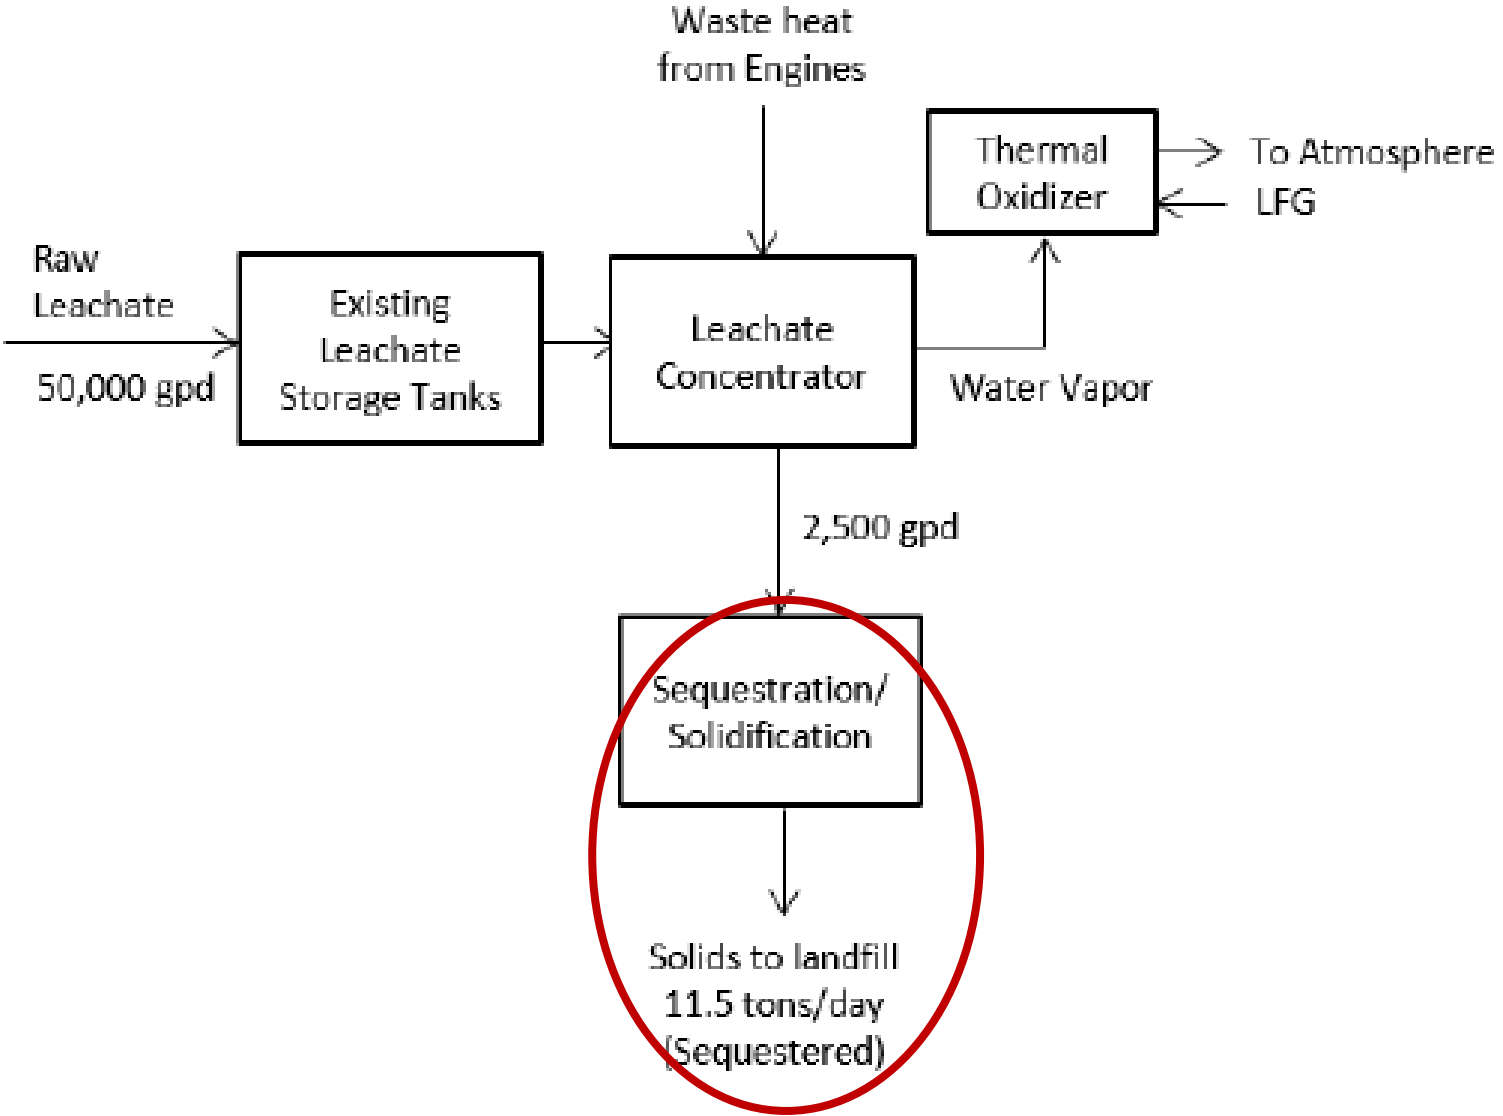 Waste heat
from Engines
Thermal
Oxidizer
To Atmosphere
LFG
Raw
Leachate
50,000 gpd
Existing
Leachate
Storage Tanks
Leachate
Concentrator
Water Vapor
2,500 gpd
Sequestration/
Solidification
Solids to landfill
11.5 tons/day
(Sequestered)